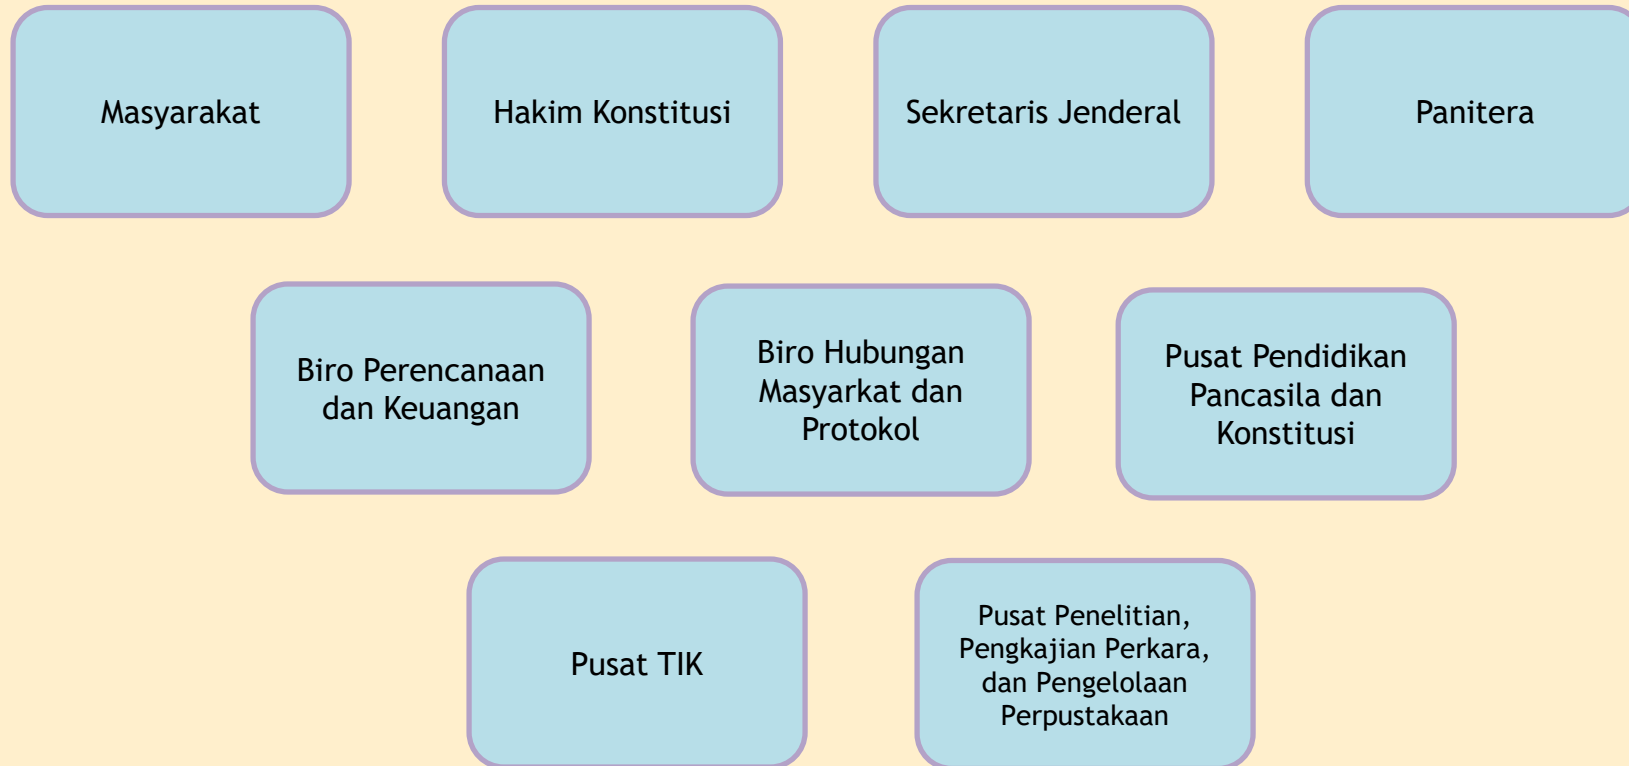 Masyarakat
Hakim Konstitusi
Sekretaris Jenderal
Panitera
Biro Perencanaan
dan Keuangan
Biro Hubungan
Masyarkat dan
Protokol
Pusat Pendidikan
Pancasila dan
Konstitusi
Pusat TIK
Pusat Penelitian,
Pengkajian Perkara,
dan Pengelolaan
Perpustakaan